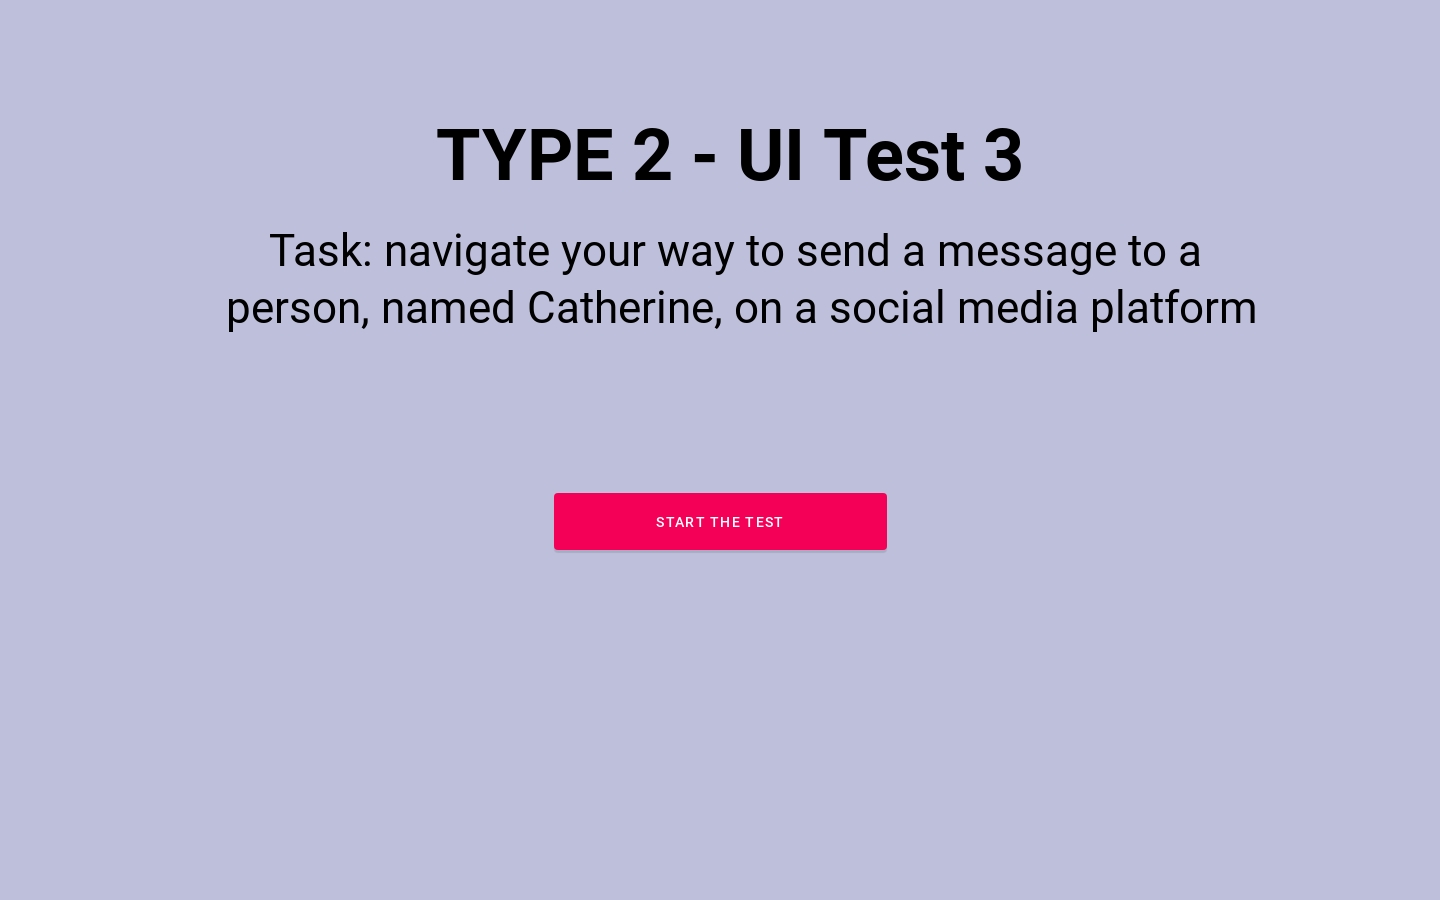 TYPE 2 - UI Test 3
Task: navigate your way to send a message to a
person, named Catherine, on a social media platform
START THE TEST